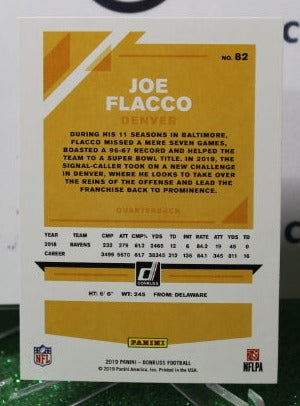 NO. 82
JOE
FLACCO
DENVER
DURING HIS 11 SEASONS IN BALTIMORE,
FLACCO MISSED A MERE SEVEN GAMES,
BOASTED A 96-67 RECORD AND HELPED THE
TEAM TO A SUPER BOWL TITLE. IN 2019, THE
SIGNAL-CALLER TOOK ON A NEW CHALLENGE
IN DENVER, WHERE HE LOOKS TO TAKE OVER
THE REINS OF THE OFFENSE AND LEAD THE
FRANCHISE BACK TO PROMINENCE.
QUARTERBACK
YEAR TEAM CMP ATT CMP% YDS TD INT RATE ATT YDS TD
2018 RAVENS 232 379 61.2 2465 12 6 84.2 19 45 0
CAREER 3499 5670 61.7 38245 212 136 84.1 345 811 16
DONRUSS
HT: 6' 6" WT: 245 FROM: DELAWARE
PANINI
NFL
NFLPA
2019 PANINI - DONRUSS FOOTBALL
© 2019 Panini America, Inc. Printed in the USA.